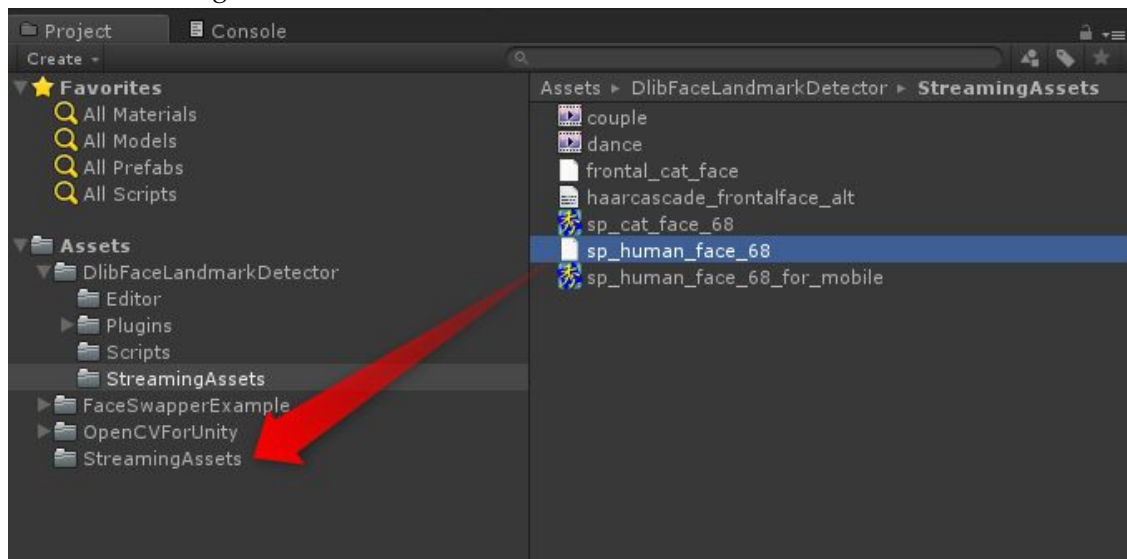 Project
Console
Create
Favorites
All Materials
All Models
All Prefabs
All Scripts
Assets
DlibFaceLandmarkDetector
Editor
Plugins
Scripts
StreamingAssets
FaceSwapperExample
OpenCVForUnity
StreamingAssets
Assets ▸ DlibFaceLandmarkDetector ▸ StreamingAssets
couple
dance
frontal_cat_face
haarcascade_frontalface_alt
sp_cat_face_68
sp_human_face_68
sp_human_face_68_for_mobile